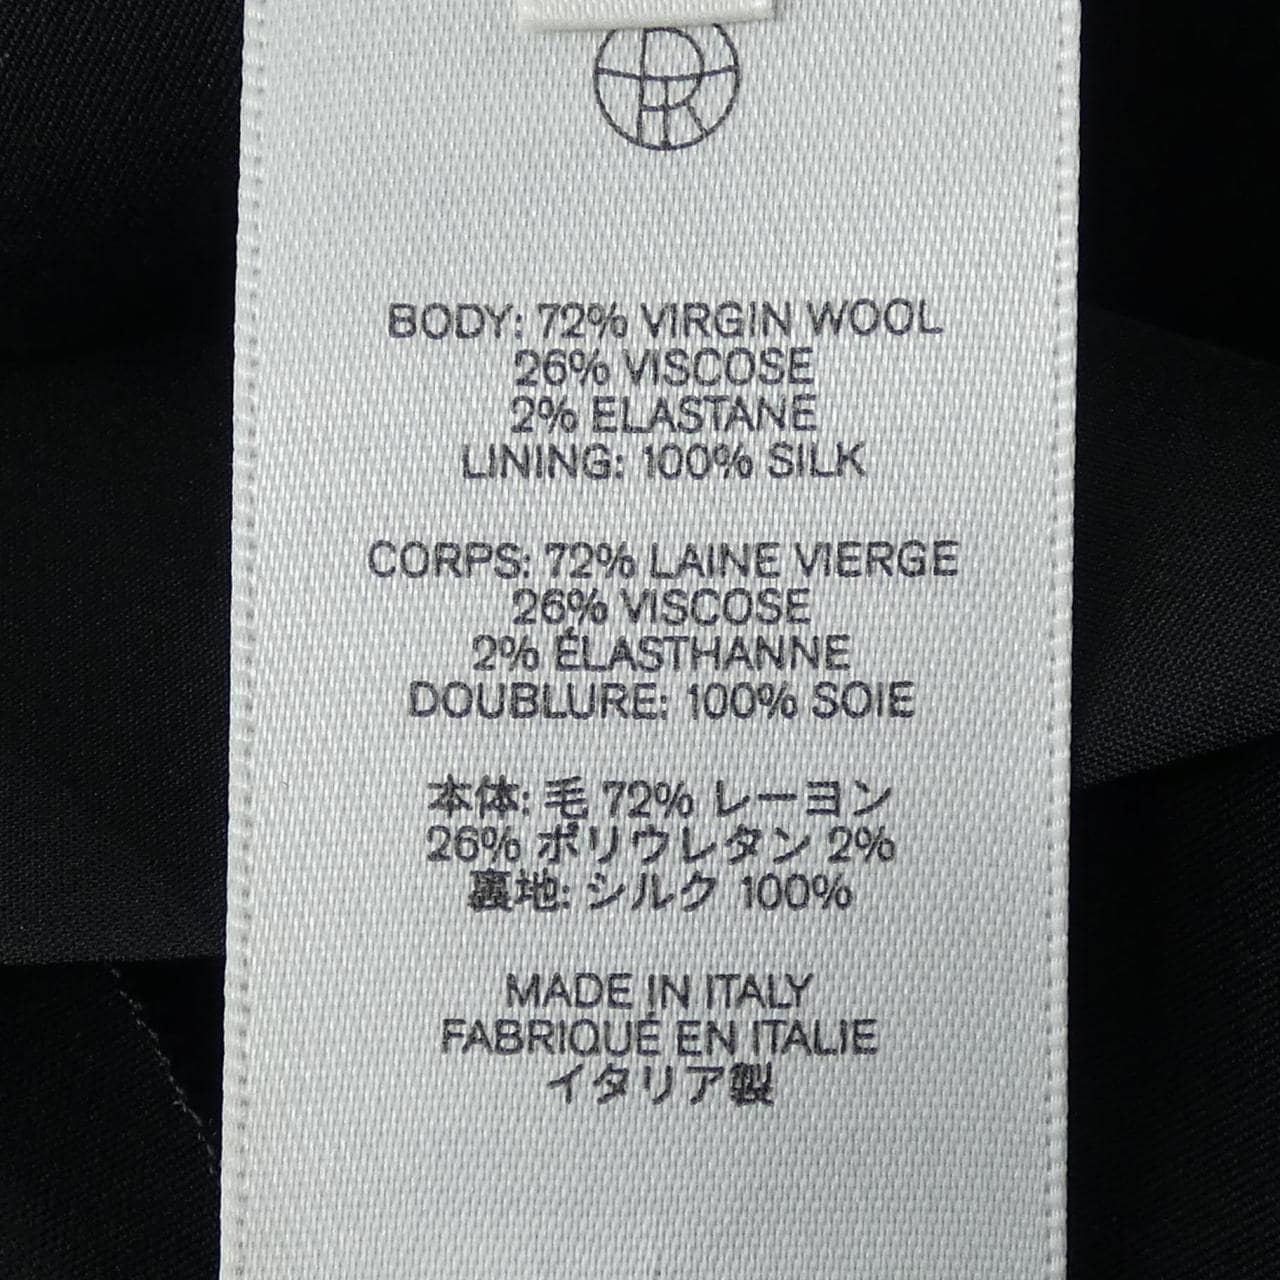 BODY: 72% VIRGIN WOOL
26% VISCOSE
2% ELASTANE
LINING: 100% SILK
CORPS: 72% LAINE VIERGE
26% VISCOSE
2% ÉLASTHANNE
DOUBLURE: 100% SOIE
本体: 毛 72% レーヨン
26% ポリウレタン 2%
裏地: シルク 100%
MADE IN ITALY
FABRIQUÉ EN ITALIE
イタリア製